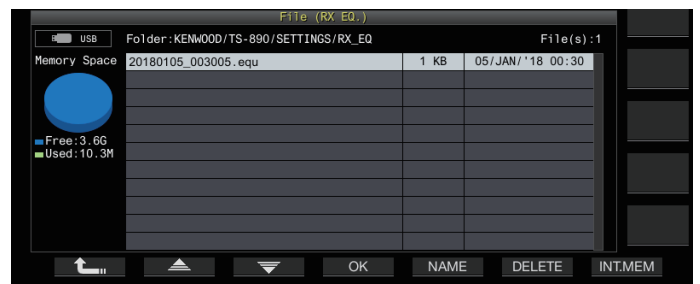 File (RX EQ.)
USB Folder:KENWOOD/TS-890/SETTINGS/RX_EQ File(s):1
Memory Space 20180105_003005.equ 1 KB 05/JAN/'18 00:30
Free:3.6G
Used:10.3M
OK NAME DELETE INT.MEM